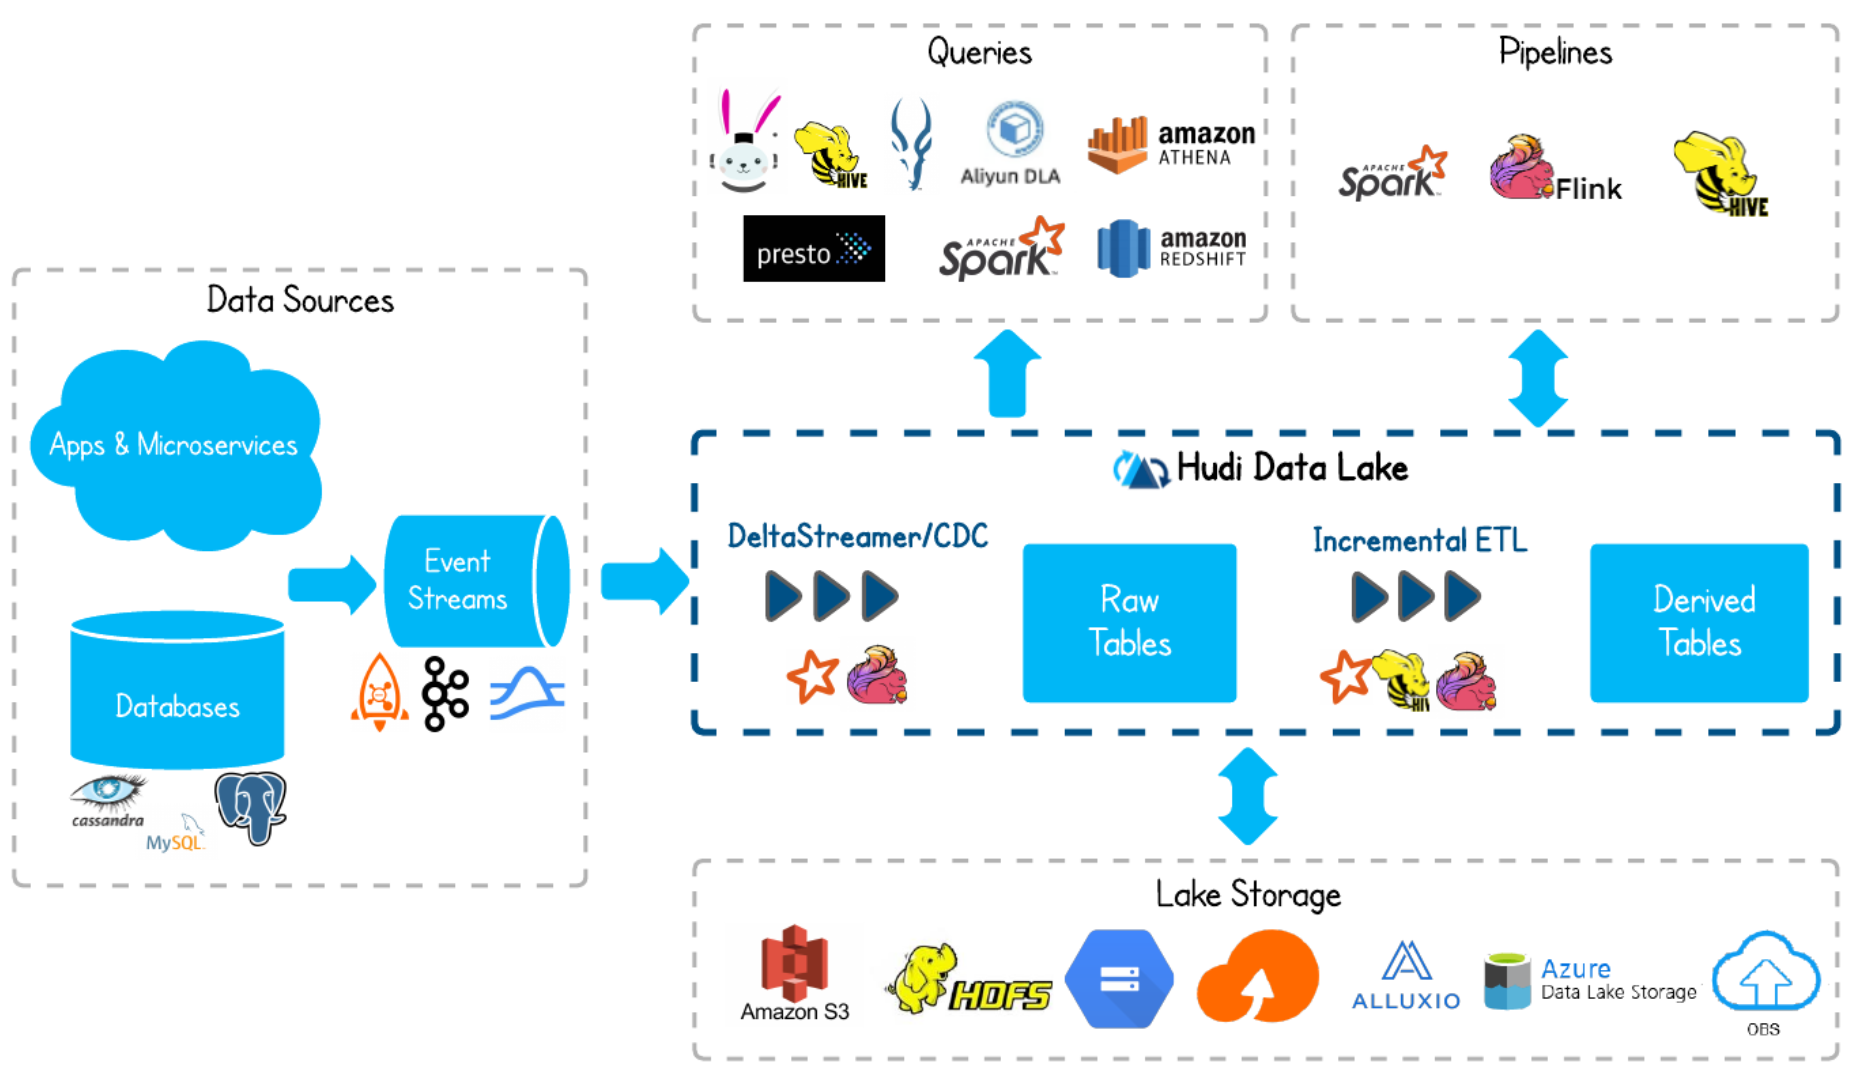 Queries
HIVE
Aliyun DLA
amazon
ATHENA
presto
APACHE
Spark
amazon
REDSHIFT
Pipelines
APACHE
Spark
Flink
HIVE
Data Sources
Apps & Microservices
Event
Streams
Databases
cassandra
MySQL
Hudi Data Lake
DeltaStreamer/CDC
Raw
Tables
Incremental ETL
HIV
Derived
Tables
Lake Storage
Amazon S3
HDFS
ALLUXIO
Azure
Data Lake Storage
OBS